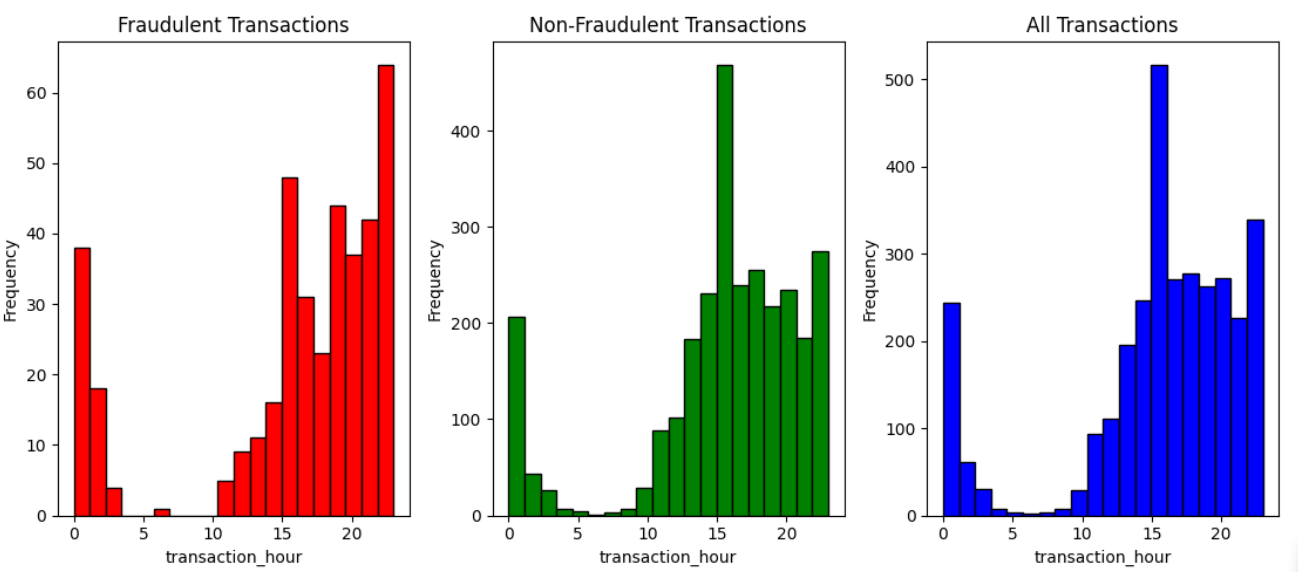 Fraudulent Transactions
60
50
40
30
20
10
0
Frequency
0 5 10 15 20
transaction_hour
Non-Fraudulent Transactions
400
300
200
100
0
Frequency
0 5 10 15 20
transaction_hour
All Transactions
500
400
300
200
100
0
Frequency
0 5 10 15 20
transaction_hour